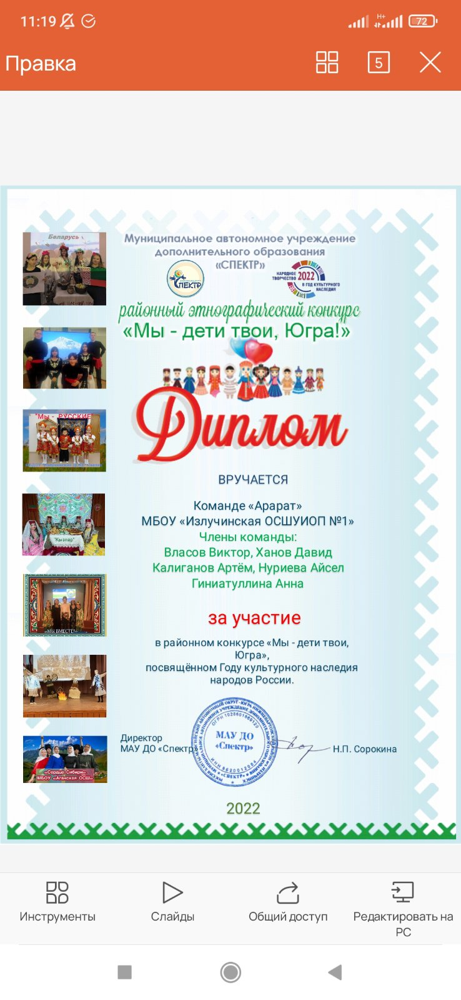 11:19
H+
72
Правка
5
Муниципальное автономное учреждение
дополнительного образования
«СПЕКТР»
СПЕКТР
НАРОДНОЕ
ТВОРЧЕСТВО
2022
В ГОД КУЛЬТУРНОГО
НАСЛЕДИЯ
районный этнографический конкурс
«Мы - дети твои, Югра!»
Диплом
Беларусь
"Мы - РУССКИЕ"
"Кызлар"
«МЫ ВМЕСТЕ»
«Сердце Сибири»
МБОУ «Аганская ОСШ»
ВРУЧАЕТСЯ
Команде «Арарат»
МБОУ «Излучинская ОСШУИОП №1»
Члены команды:
Власов Виктор, Ханов Давид
Калиганов Артём, Нуриева Айсел
Гиниатуллина Анна
за участие
в районном конкурсе «Мы - дети твои,
Югра»,
посвящённом Году культурного наследия
народов России.
Директор
МАУ ДО «Спектр»
МАУ ДО
«Спектр»
Н.П. Сорокина
2022
Инструменты
Слайды
Общий доступ
Редактировать на
PC